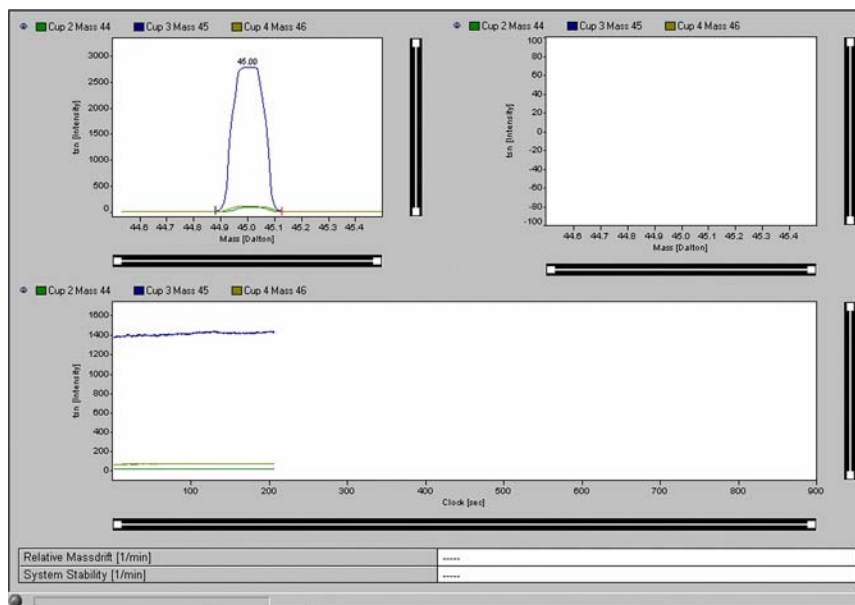 Cup 2 Mass 44 Cup 3 Mass 45 Cup 4 Mass 46
45.00
3000
2500
2000
1500
1000
500
0
tsn [Intensity]
44.6 44.7 44.8 44.9 45.0 45.1 45.2 45.3 45.4
Mass [Dalton]
Cup 2 Mass 44 Cup 3 Mass 45 Cup 4 Mass 46
100
80
60
40
20
0
-20
-40
-60
-80
-100
tsn [Intensity]
44.6 44.7 44.8 44.9 45.0 45.1 45.2 45.3 45.4
Mass [Dalton]
Cup 2 Mass 44 Cup 3 Mass 45 Cup 4 Mass 46
1600
1400
1200
1000
800
600
400
200
0
tsn [Intensity]
100 200 300 400 500 600 700 800 900
Clock [sec]
Relative Massdrift [1/min] -----
System Stability [1/min] -----